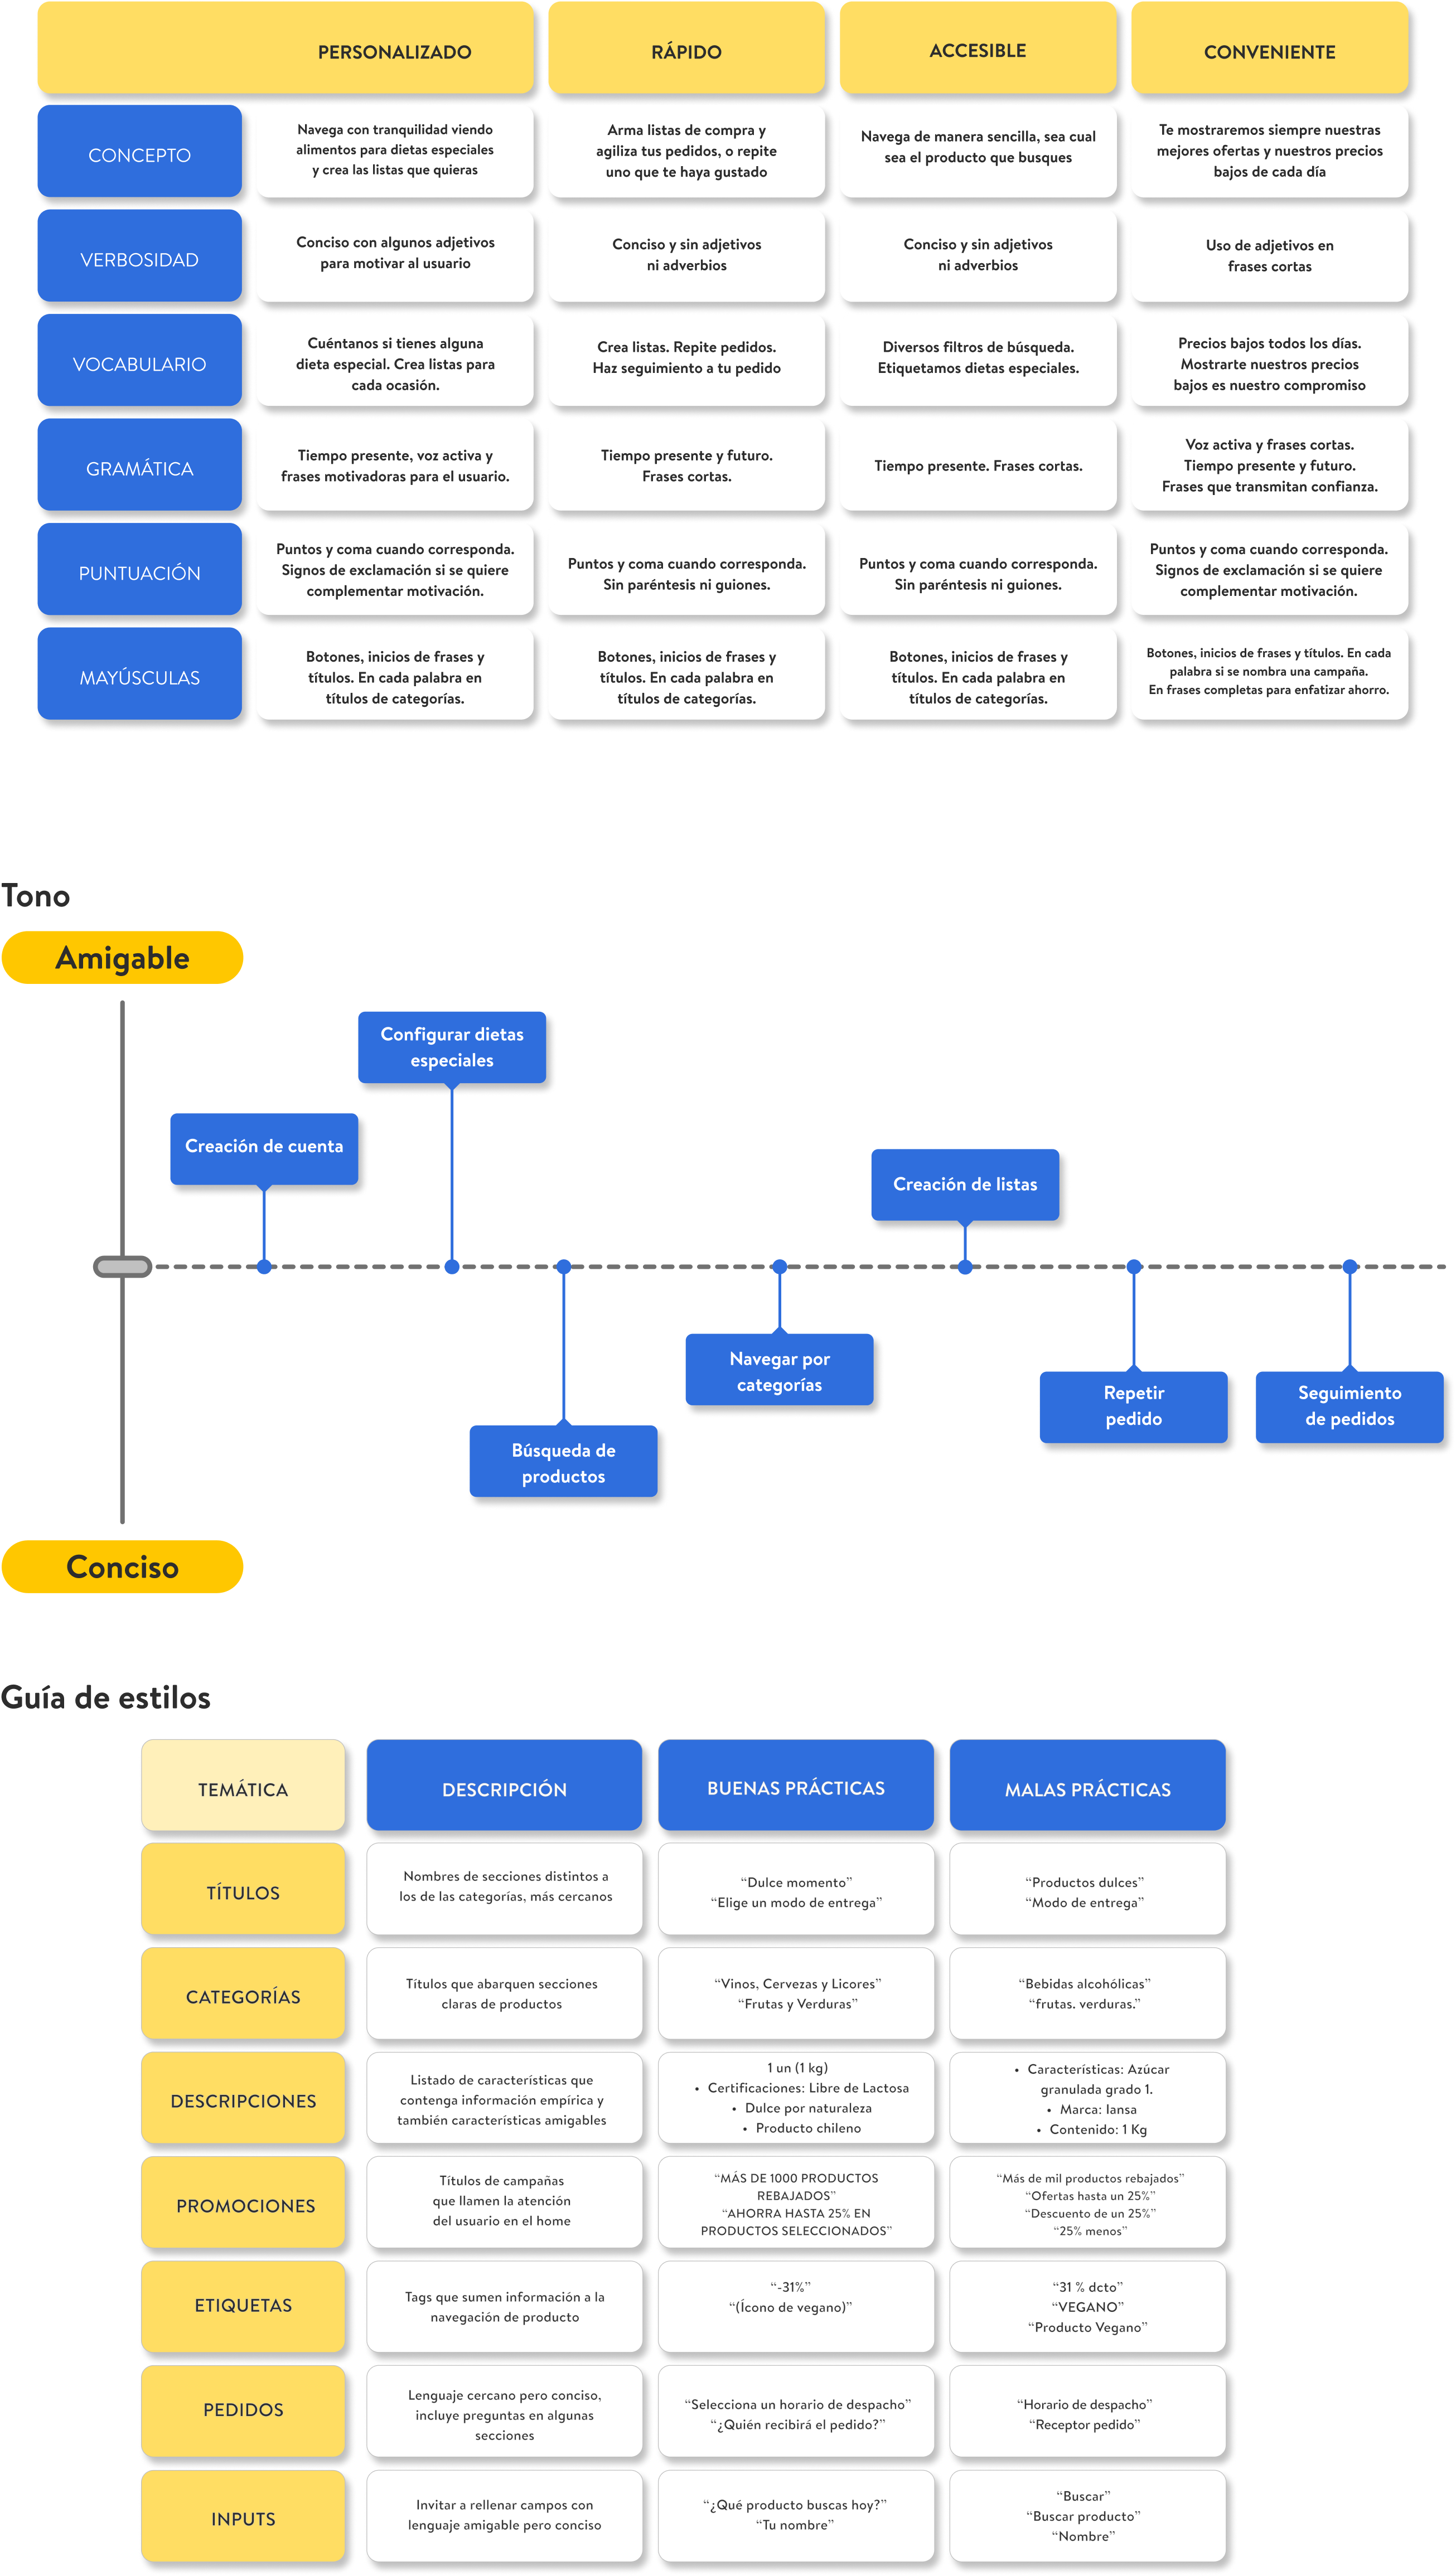 PERSONALIZADO
RÁPIDO
ACCESIBLE
CONVENIENTE
CONCEPTO
Navega con tranquilidad viendo
alimentos para dietas especiales
y crea las listas que quieras
Arma listas de compra y
agiliza tus pedidos, o repite
uno que te haya gustado
Navega de manera sencilla, sea cual
sea el producto que busques
Te mostraremos siempre nuestras
mejores ofertas y nuestros precios
bajos de cada día
VERBOSIDAD
Conciso con algunos adjetivos
para motivar al usuario
Conciso y sin adjetivos
ni adverbios
Conciso y sin adjetivos
ni adverbios
Uso de adjetivos en
frases cortas
VOCABULARIO
Cuéntanos si tienes alguna
dieta especial. Crea listas para
cada ocasión.
Crea listas. Repite pedidos.
Haz seguimiento a tu pedido
Diversos filtros de búsqueda.
Etiquetamos dietas especiales.
Precios bajos todos los días.
Mostrarte nuestros precios
bajos es nuestro compromiso
GRAMÁTICA
Tiempo presente, voz activa y
frases motivadoras para el usuario.
Tiempo presente y futuro.
Frases cortas.
Tiempo presente. Frases cortas.
Voz activa y frases cortas.
Tiempo presente y futuro.
Frases que transmitan confianza.
PUNTUACIÓN
Puntos y coma cuando corresponda.
Signos de exclamación si se quiere
complementar motivación.
Puntos y coma cuando corresponda.
Sin paréntesis ni guiones.
Puntos y coma cuando corresponda.
Sin paréntesis ni guiones.
Puntos y coma cuando corresponda.
Signos de exclamación si se quiere
complementar motivación.
MAYÚSCULAS
Botones, inicios de frases y
títulos. En cada palabra en
títulos de categorías.
Botones, inicios de frases y
títulos. En cada palabra en
títulos de categorías.
Botones, inicios de frases y
títulos. En cada palabra en
títulos de categorías.
Botones, inicios de frases y títulos. En cada
palabra si se nombra una campaña.
En frases completas para enfatizar ahorro.
Tono
Amigable
Configurar dietas
especiales
Creación de cuenta
Creación de listas
Navegar por
categorías
Repetir
pedido
Seguimiento
de pedidos
Búsqueda de
productos
Conciso
Guía de estilos
TEMÁTICA
DESCRIPCIÓN
BUENAS PRÁCTICAS
MALAS PRÁCTICAS
TÍTULOS
Nombres de secciones distintos a
los de las categorías, más cercanos
“Dulce momento”
“Elige un modo de entrega”
“Productos dulces”
“Modo de entrega”
CATEGORÍAS
Títulos que abarquen secciones
claras de productos
“Vinos, Cervezas y Licores”
“Frutas y Verduras”
“Bebidas alcohólicas”
“frutas. verduras.”
DESCRIPCIONES
Listado de características que
contenga información empírica y
también características amigables
1 un (1 kg)
• Certificaciones: Libre de Lactosa
• Dulce por naturaleza
• Producto chileno
• Características: Azúcar
granulada grado 1.
• Marca: Iansa
• Contenido: 1 Kg
PROMOCIONES
Títulos de campañas
que llamen la atención
del usuario en el home
“MÁS DE 1000 PRODUCTOS
REBAJADOS”
“AHORRA HASTA 25% EN
PRODUCTOS SELECCIONADOS”
“Más de mil productos rebajados”
“Ofertas hasta un 25%”
“Descuento de un 25%”
“25% menos”
ETIQUETAS
Tags que sumen información a la
navegación de producto
“-31%”
“(Ícono de vegano)”
“31 % dcto”
“VEGANO”
“Producto Vegano”
PEDIDOS
Lenguaje cercano pero conciso,
incluye preguntas en algunas
secciones
“Selecciona un horario de despacho”
“¿Quién recibirá el pedido?”
“Horario de despacho”
“Receptor pedido”
INPUTS
Invitar a rellenar campos con
lenguaje amigable pero conciso
“¿Qué producto buscas hoy?”
“Tu nombre”
“Buscar”
“Buscar producto”
“Nombre”